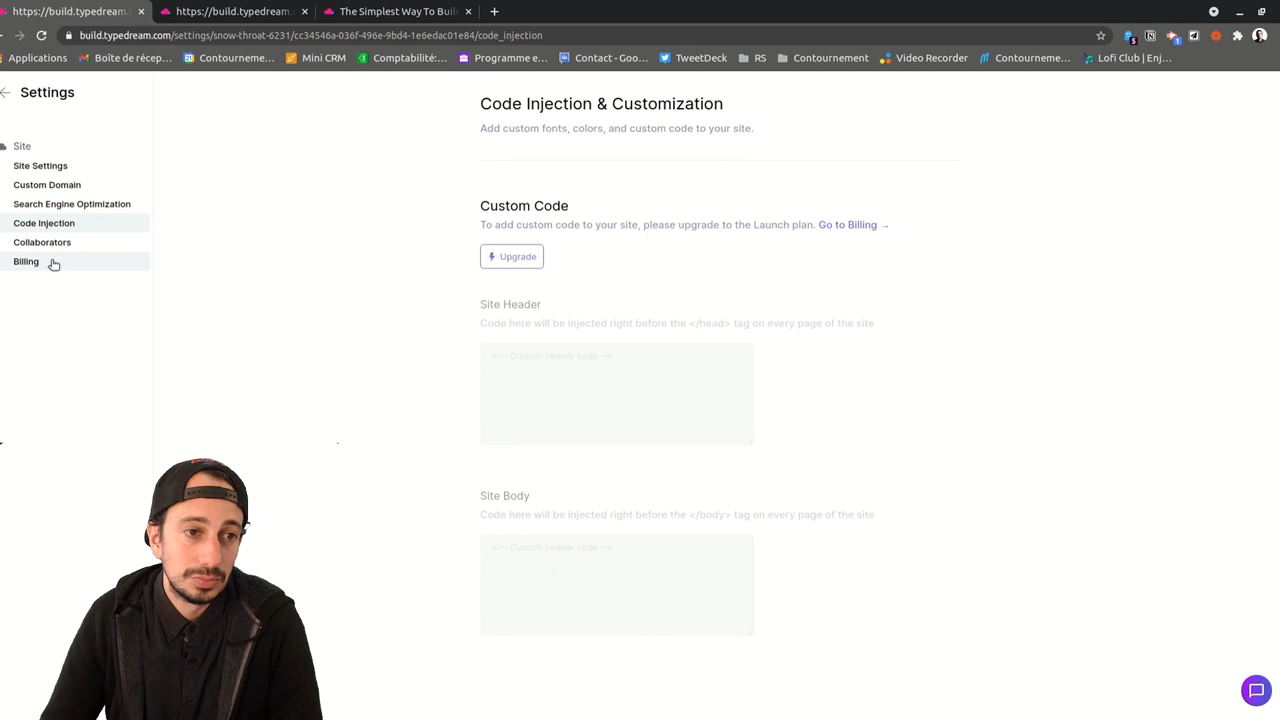 https://build.typedream.
https://build.typedream.
The Simplest Way To Buil
build.typedream.com/settings/snow-throat-6231/cc34546a-036f-496e-9bd4-1e6edac01e84/code_injection
Applications
Boîte de récep...
Contourneme...
Mini CRM
Comptabilité:...
Programme e...
Contact - Goo...
TweetDeck
RS
Contournement
Video Recorder
Contourneme...
Lofi Club | Enj...
Settings
Code Injection & Customization
Add custom fonts, colors, and custom code to your site.
Site
Site Settings
Custom Domain
Search Engine Optimization
Code Injection
Collaborators
Billing
Custom Code
To add custom code to your site, please upgrade to the Launch plan. Go to Billing →
Upgrade
Site Header
Code here will be injected right before the </head> tag on every page of the site
<!-- Custom header code -->
Site Body
Code here will be injected right before the </body> tag on every page of the site
<!-- Custom header code -->